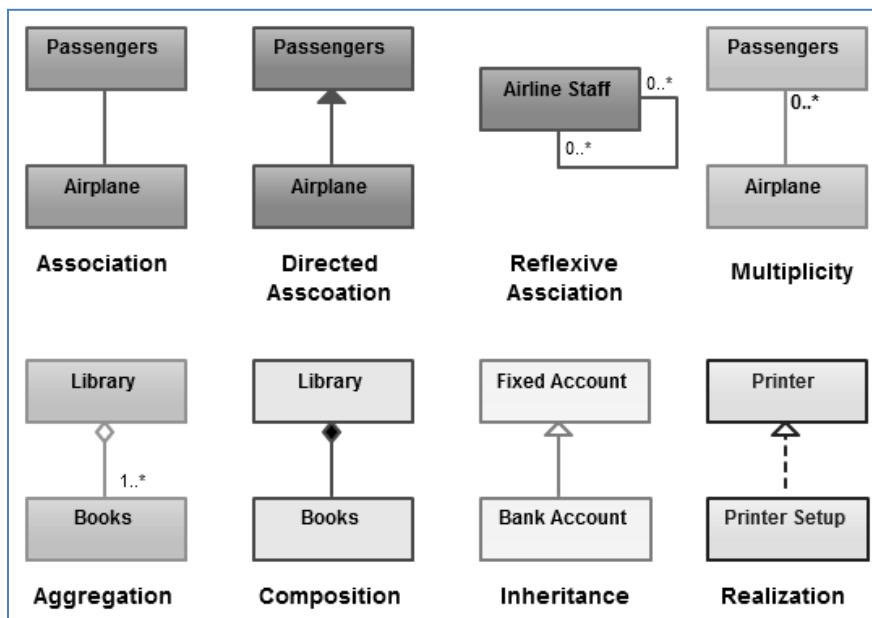 Passengers
Airplane
Association
Passengers
Airplane
Directed
Asscoation
Airline Staff
0..*
0..*
Reflexive
Assciation
Passengers
0..*
Airplane
Multiplicity
Library
1..*
Books
Aggregation
Library
Books
Composition
Fixed Account
Bank Account
Inheritance
Printer
Printer Setup
Realization